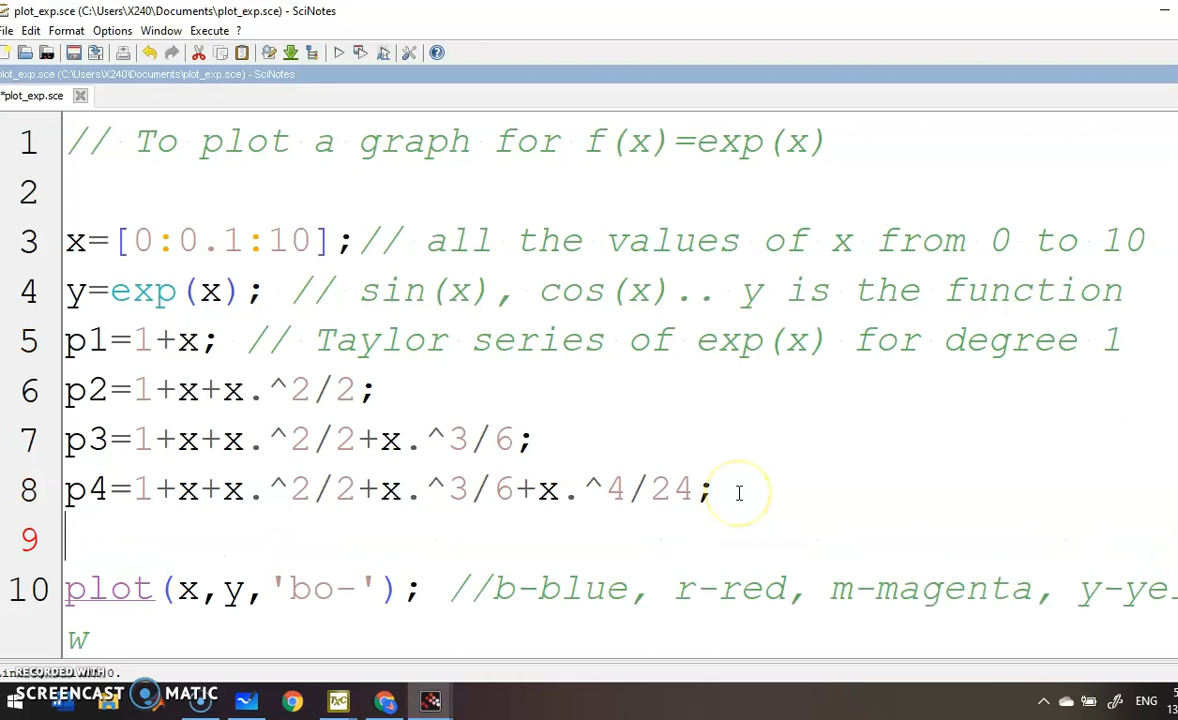 plot_exp.sce (C:\Users\X240\Documents\plot_exp.sce) - SciNotes
File Edit Format Options Window Execute ?
plot_exp.sce (C:\Users\X240\Documents\plot_exp.sce) - SciNotes
*plot_exp.sce
1 // To plot a graph for f(x)=exp(x)
2
3 x=[0:0.1:10];// all the values of x from 0 to 10
4 y=exp(x); // sin(x), cos(x).. y is the function
5 p1=1+x; // Taylor series of exp(x) for degree 1
6 p2=1+x+x.^2/2;
7 p3=1+x+x.^2/2+x.^3/6;
8 p4=1+x+x.^2/2+x.^3/6+x.^4/24;
9
10 plot(x,y,'bo-'); //b-blue, r-red, m-magenta, y-yel
w
RECORDED WITH
SCREENCAST MATIC
ENG